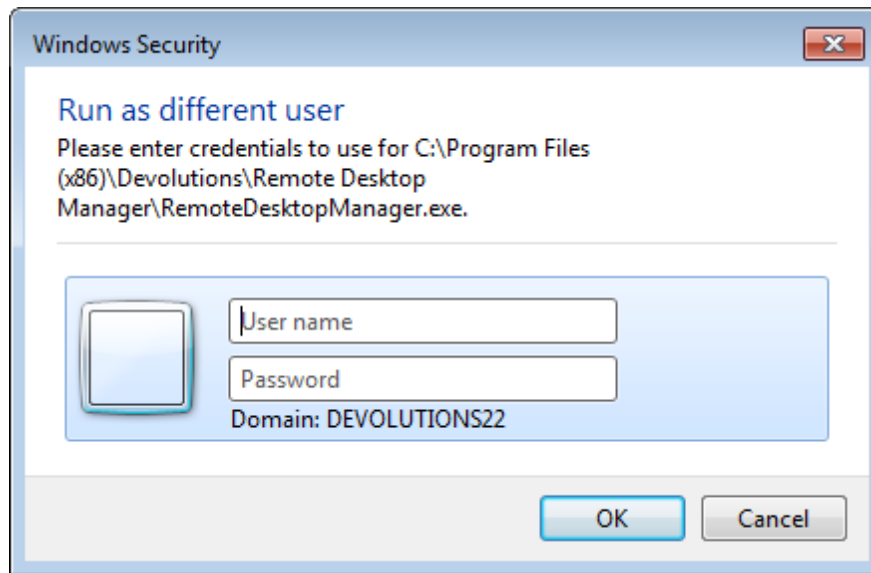 Windows Security
Run as different user
Please enter credentials to use for C:\Program Files
(x86)\Devolutions\Remote Desktop
Manager\RemoteDesktopManager.exe.
User name
Password
Domain: DEVOLUTIONS22
OK
Cancel